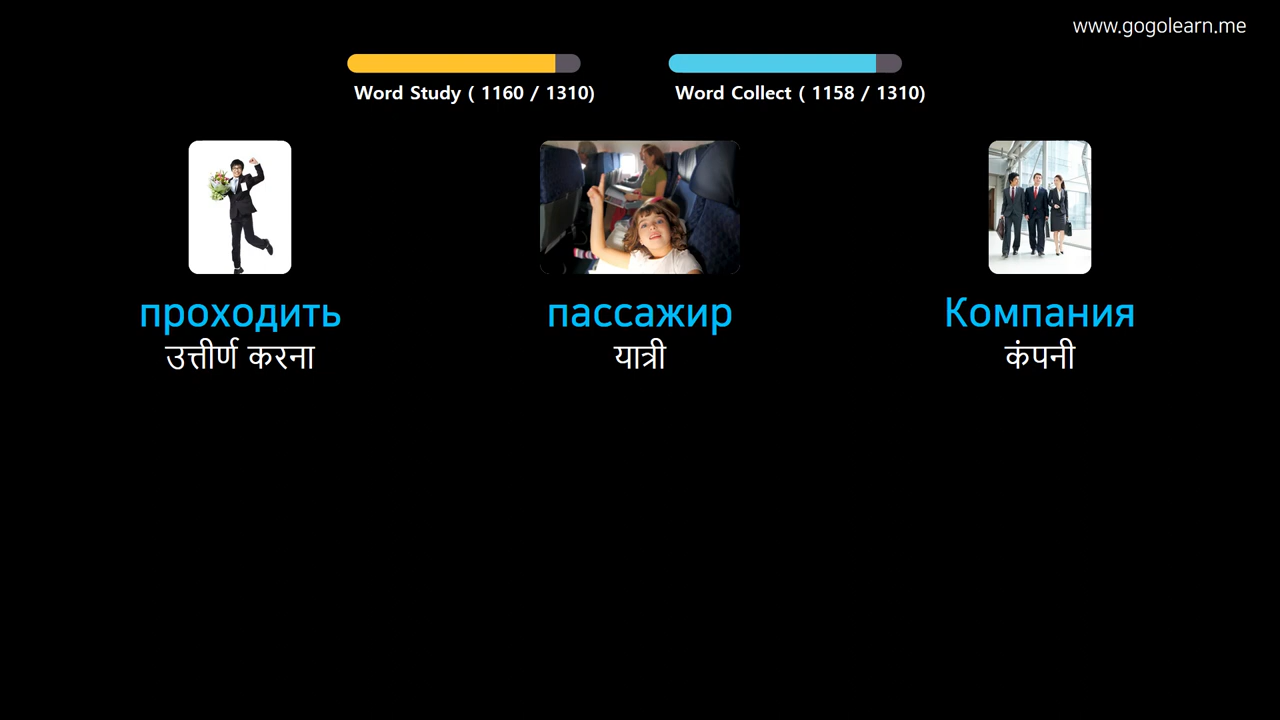 www.gogolearn.me
Word Study ( 1160 / 1310)
Word Collect ( 1158 / 1310)
проходить
пассажир
Компания
उत्तीर्ण करना
यात्री
कंपनी